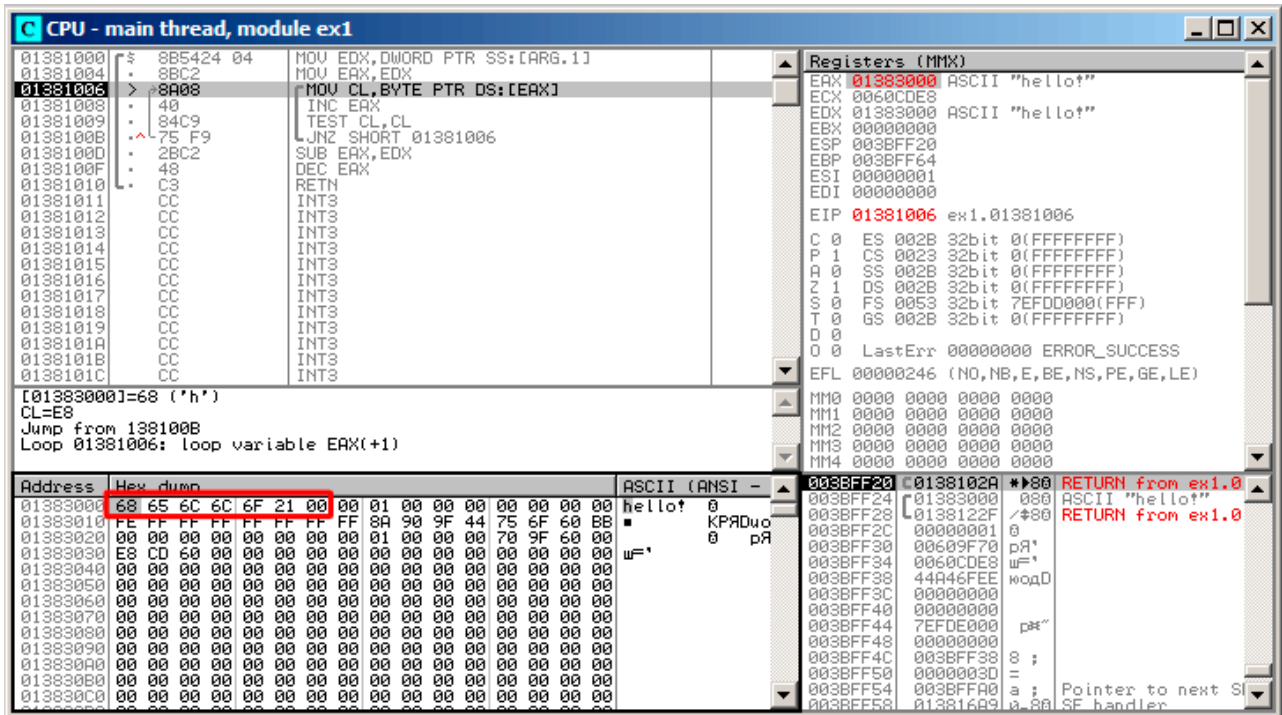 C CPU - main thread, module ex1
01381000 $ 8B5424 04 MOV EDX,DWORD PTR SS:[ARG.1]
01381004 . 8BC2 MOV EAX,EDX
01381006 > 8A08 MOV CL,BYTE PTR DS:[EAX]
01381008 . 40 INC EAX
01381009 . 84C9 TEST CL,CL
0138100B .^ 75 F9 JNZ SHORT 01381006
0138100D . 2BC2 SUB EAX,EDX
0138100F . 48 DEC EAX
01381010 . C3 RETN
01381011 CC INT3
01381012 CC INT3
01381013 CC INT3
01381014 CC INT3
01381015 CC INT3
01381016 CC INT3
01381017 CC INT3
01381018 CC INT3
01381019 CC INT3
0138101A CC INT3
0138101B CC INT3
0138101C CC INT3
[01383000]=68 ('h')
CL=E8
Jump from 138100B
Loop 01381006: loop variable EAX(+1)
Registers (MMX)
EAX 01383000 ASCII "hello!"
ECX 0060CDE8
EDX 01383000 ASCII "hello!"
EBX 00000000
ESP 003BFF20
EBP 003BFF64
ESI 00000001
EDI 00000000
EIP 01381006 ex1.01381006
C 0 ES 002B 32bit 0(FFFFFFFF)
P 1 CS 0023 32bit 0(FFFFFFFF)
A 0 SS 002B 32bit 0(FFFFFFFF)
Z 1 DS 002B 32bit 0(FFFFFFFF)
S 0 FS 0053 32bit 7EFDD000(FFF)
T 0 GS 002B 32bit 0(FFFFFFFF)
D 0
O 0 LastErr 00000000 ERROR_SUCCESS
EFL 00000246 (NO,NB,E,BE,NS,PE,GE,LE)
MM0 0000 0000 0000 0000
MM1 0000 0000 0000 0000
MM2 0000 0000 0000 0000
MM3 0000 0000 0000 0000
MM4 0000 0000 0000 0000
Address Hex dump ASCII (ANSI -
01383000 68 65 6C 6C 6F 21 00 00 01 00 00 00 00 00 00 00 hello! 0
01383010 FE FF FF FF FF FF FF FF 8A 90 9F 44 75 6F 60 BB ■ КРЯDuo
01383020 00 00 00 00 00 00 00 00 01 00 00 00 70 9F 60 00 0 pЯ
01383030 E8 CD 60 00 00 00 00 00 00 00 00 00 00 00 00 00 ш=`
01383040 00 00 00 00 00 00 00 00 00 00 00 00 00 00 00 00
01383050 00 00 00 00 00 00 00 00 00 00 00 00 00 00 00 00
01383060 00 00 00 00 00 00 00 00 00 00 00 00 00 00 00 00
01383070 00 00 00 00 00 00 00 00 00 00 00 00 00 00 00 00
01383080 00 00 00 00 00 00 00 00 00 00 00 00 00 00 00 00
01383090 00 00 00 00 00 00 00 00 00 00 00 00 00 00 00 00
013830A0 00 00 00 00 00 00 00 00 00 00 00 00 00 00 00 00
013830B0 00 00 00 00 00 00 00 00 00 00 00 00 00 00 00 00
013830C0 00 00 00 00 00 00 00 00 00 00 00 00 00 00 00 00
003BFF20 0138102A RETURN from ex1.0
003BFF24 01383000 ASCII "hello!"
003BFF28 0138122F RETURN from ex1.0
003BFF2C 00000001 0
003BFF30 00609F70 pЯ`
003BFF34 0060CDE8 ш=`
003BFF38 44A46FEE юодD
003BFF3C 00000000
003BFF40 00000000
003BFF44 7EFDE000
003BFF48 00000000
003BFF4C 003BFF38 8 ;
003BFF50 0000003D =
003BFF54 003BFFA0 a ; Pointer to next S
003BFF58 013816A9 SE handler